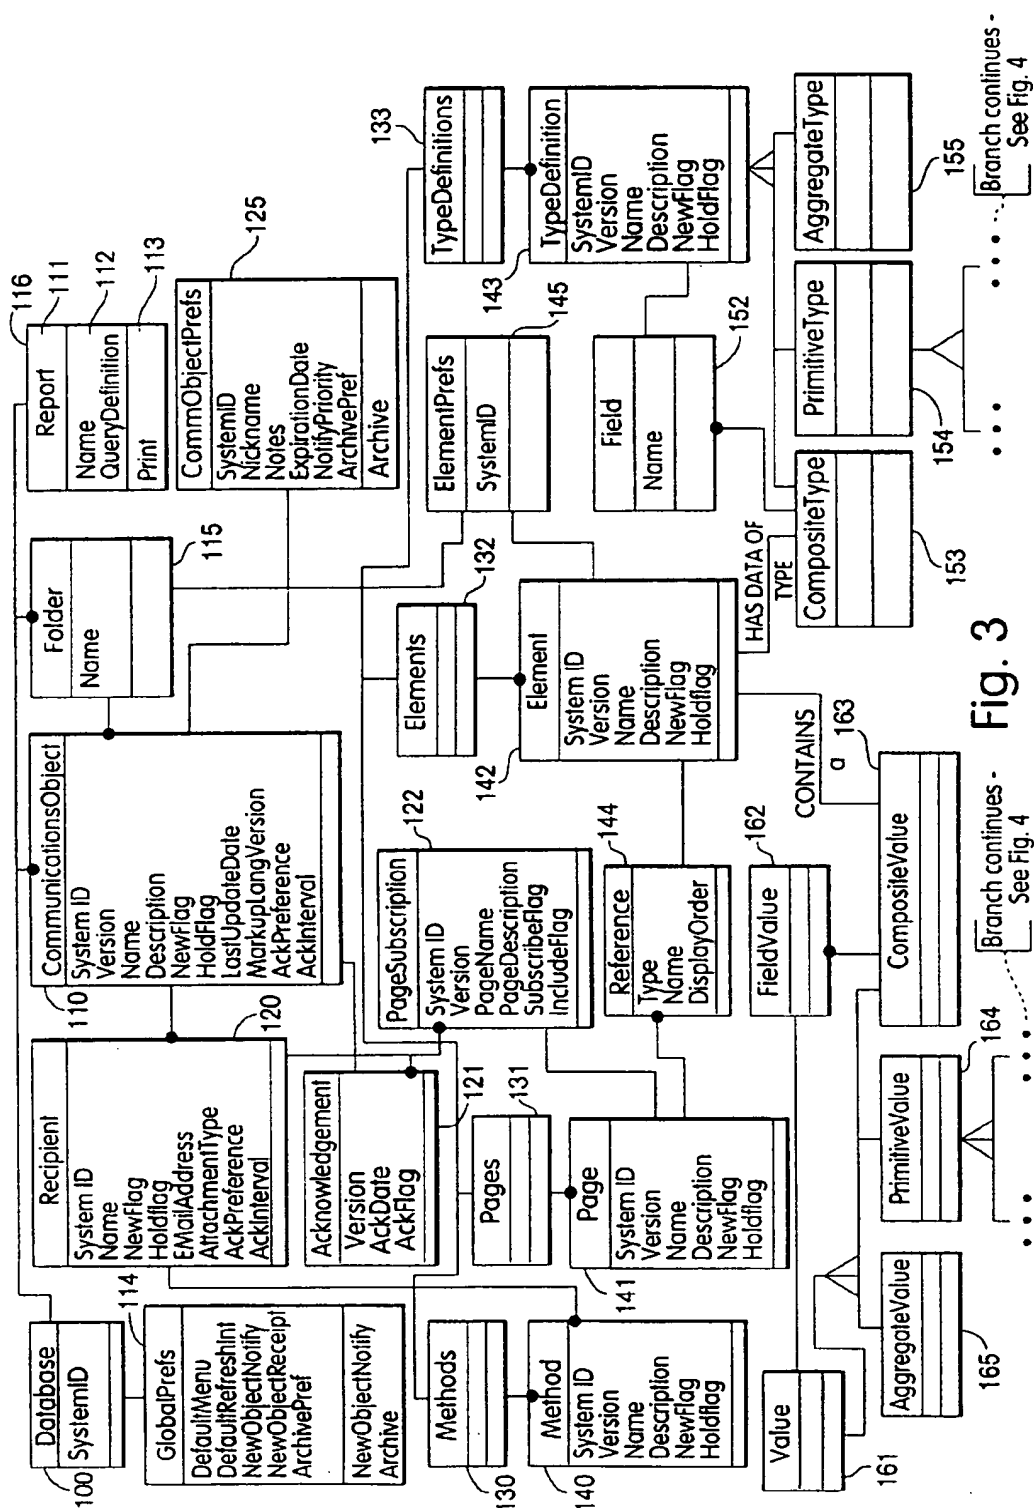 Database
SystemID
100
GlobalPrefs
DefaultMenu
DefaultRefreshInt
NewObjectNotify
NewObjectReceipt
ArchivePref
NewObjectNotify
Archive
114
Recipient
System ID
Name
NewFlag
Holdflag
EMailAddress
AttachmentType
AckPreference
AckInterval
120
CommunicationsObject
System ID
Version
Name
Description
NewFlag
HoldFlag
LastUpdateDate
MarkupLangVersion
AckPreference
AckInterval
110
Folder
Name
115
Report
Name
QueryDefinition
Print
116
111
112
113
CommObjectPrefs
SystemID
Nickname
Notes
ExpirationDate
NotifyPriority
ArchivePref
Archive
125
Acknowledgement
Version
AckDate
AckFlag
121
PageSubscription
System ID
Version
PageName
PageDescription
SubscribeFlag
IncludeFlag
122
Methods
130
Pages
131
Elements
132
ElementPrefs
SystemID
145
TypeDefinitions
133
Method
System ID
Version
Name
Description
NewFlag
Holdflag
140
Page
System ID
Version
Name
Description
NewFlag
Holdflag
141
Reference
Type
Name
DisplayOrder
144
Element
System ID
Version
Name
Description
NewFlag
Holdflag
142
Field
Name
152
TypeDefinition
SystemID
Version
Name
Description
NewFlag
HoldFlag
143
HAS DATA OF
TYPE
CONTAINS
a
Value
161
FieldValue
162
CompositeValue
163
PrimitiveValue
164
AggregateValue
165
CompositeType
153
PrimitiveType
154
AggregateType
155
Branch continues -
See Fig. 4
Branch continues -
See Fig. 4
Fig. 3